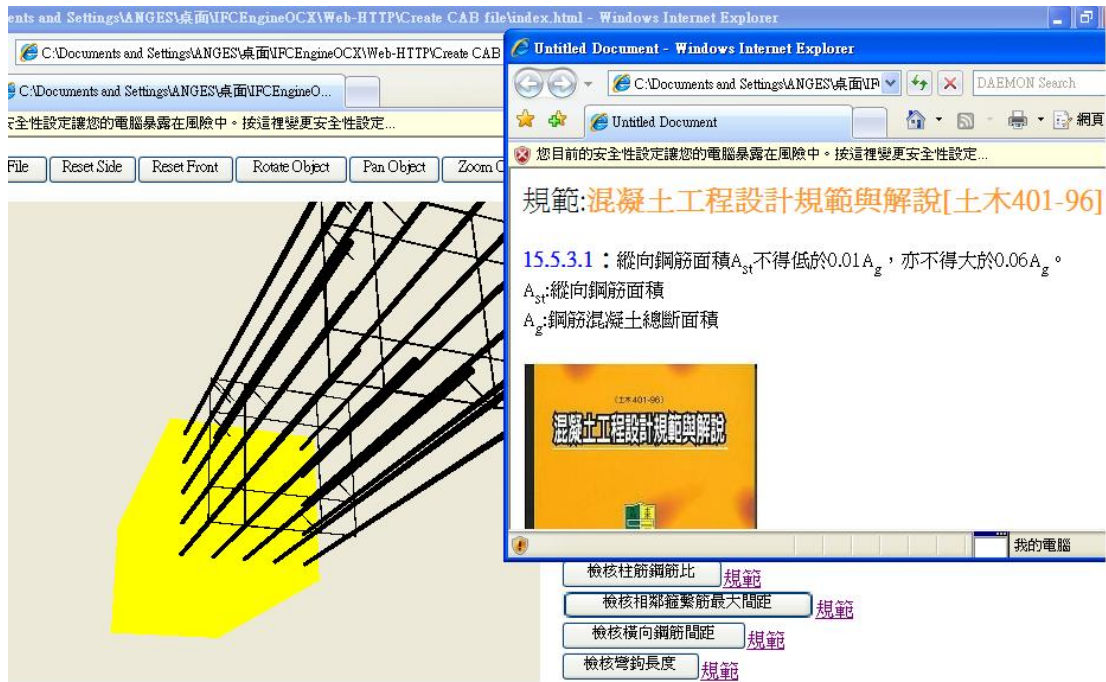 ents and Settings\ANGES\桌面\IFCEngineOCX\Web-HTTP\Create CAB file\index.html - Windows Internet Explorer
C:\Documents and Settings\ANGES\桌面\IFCEngineOCX\Web-HTTP\Create CAB
C:\Documents and Settings\ANGES\桌面\IFCEngineO...
安全性設定讓您的電腦暴露在風險中。按這裡變更安全性設定...
File
Reset Side
Reset Front
Rotate Object
Pan Object
Zoom O
Untitled Document - Windows Internet Explorer
C:\Documents and Settings\ANGES\桌面\IF
DAEMON Search
Untitled Document
網頁
您目前的安全性設定讓您的電腦暴露在風險中。按這裡變更安全性設定...
規範:混凝土工程設計規範與解說[土木401-96]
15.5.3.1：縱向鋼筋面積Ast不得低於0.01Ag，亦不得大於0.06Ag。
Ast:縱向鋼筋面積
Ag:鋼筋混凝土總斷面積
(土木401-96)
混凝土工程設計規範與解說
我的電腦
檢核柱筋鋼筋比 規範
檢核相鄰箍繫筋最大間距 規範
檢核橫向鋼筋間距 規範
檢核彎鉤長度 規範